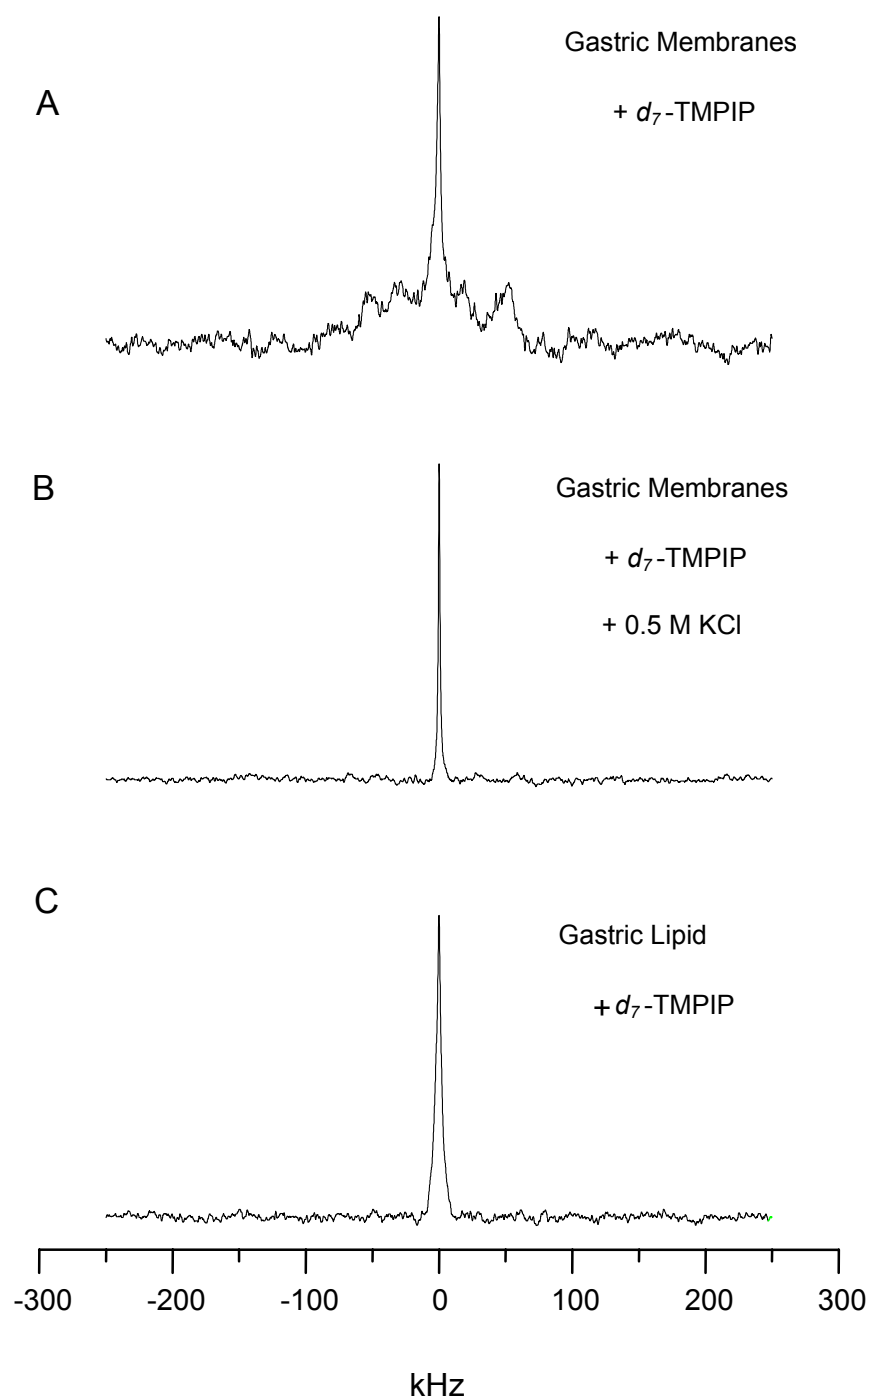 A
Gastric Membranes
+ d7-TMPIP
B
Gastric Membranes
+ d7-TMPIP
+ 0.5 M KCl
C
Gastric Lipid
+ d7-TMPIP
-300 -200 -100 0 100 200 300
kHz